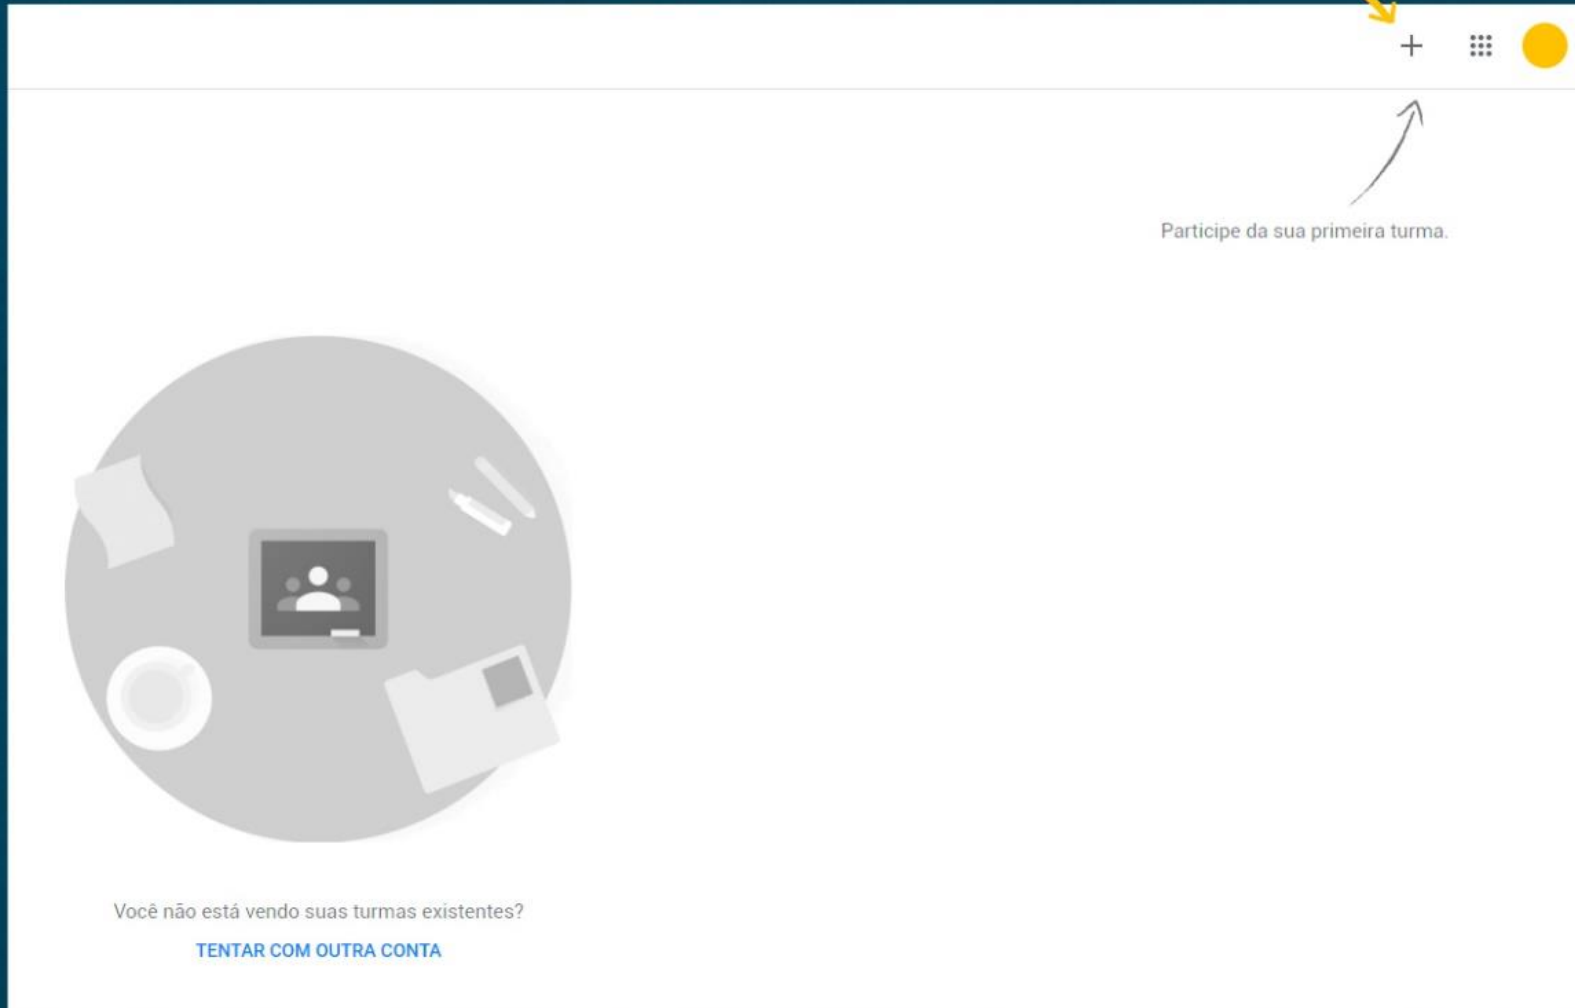 Participe da sua primeira turma.
Você não está vendo suas turmas existentes?
TENTAR COM OUTRA CONTA